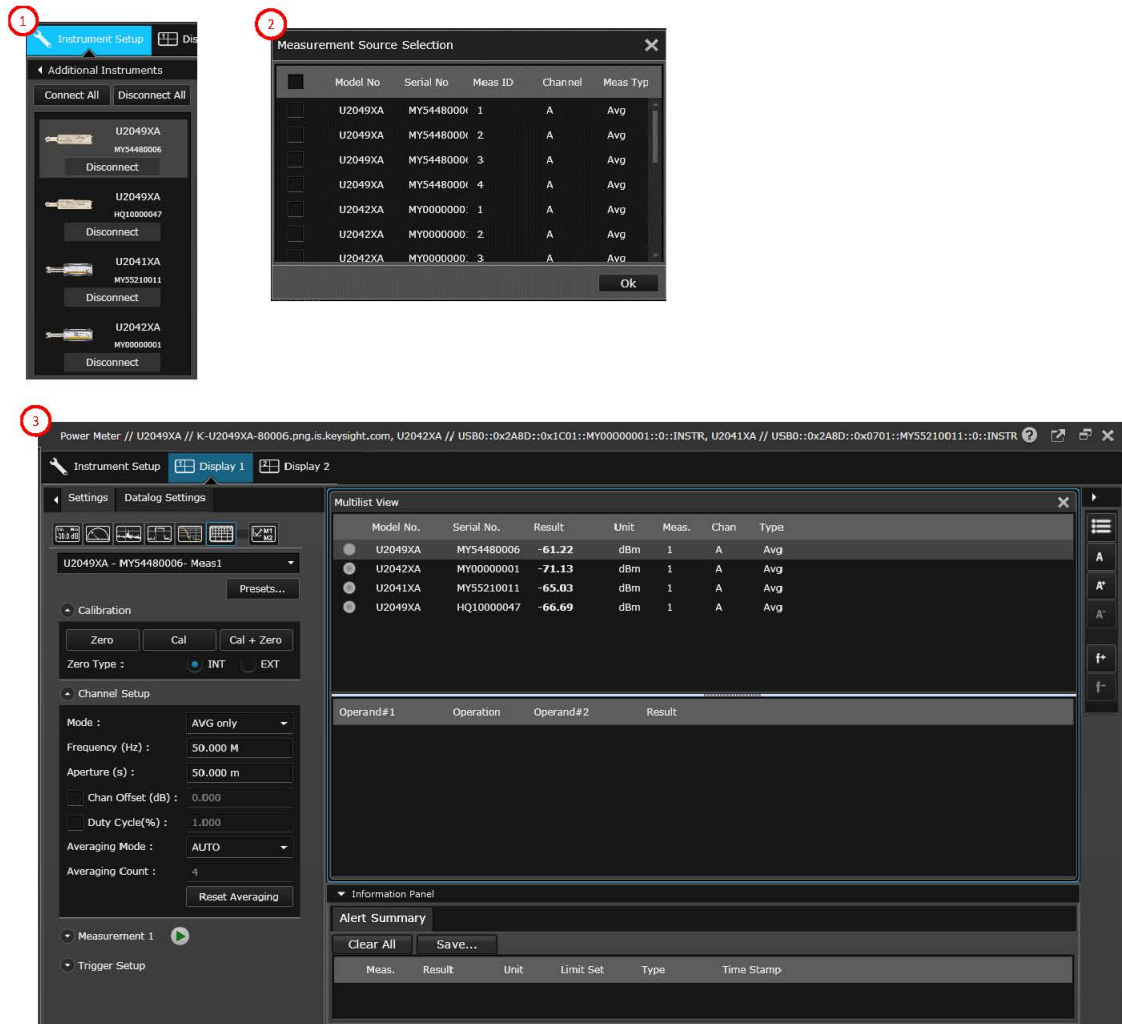 1
Instrument Setup Dis
Additional Instruments
Connect All Disconnect All
U2049XA
MY54480006
Disconnect
U2049XA
HQ10000047
Disconnect
U2041XA
MY55210011
Disconnect
U2042XA
MY00000001
Disconnect
2
Measurement Source Selection
Model No Serial No Meas ID Channel Meas Typ
U2049XA MY5448000 1 A Avg
U2049XA MY5448000 2 A Avg
U2049XA MY5448000 3 A Avg
U2049XA MY5448000 4 A Avg
U2042XA MY0000000 1 A Avg
U2042XA MY0000000 2 A Avg
U2042XA MY0000000 3 A Avg
Ok
3
Power Meter // U2049XA // K-U2049XA-80006.png.is.keysight.com, U2042XA // USB0::0x2A8D::0x1C01::MY00000001::0::INSTR, U2041XA // USB0::0x2A8D::0x0701::MY55210011::0::INSTR
Instrument Setup Display 1 Display 2
Settings Datalog Settings
M1
M2
U2049XA - MY54480006- Meas1
Presets...
Calibration
Zero Cal Cal + Zero
Zero Type : INT EXT
Channel Setup
Mode : AVG only
Frequency (Hz) : 50.000 M
Aperture (s) : 50.000 m
Chan Offset (dB) : 0.000
Duty Cycle(%) : 1.000
Averaging Mode : AUTO
Averaging Count : 4
Reset Averaging
Measurement 1
Trigger Setup
Multilist View
Model No. Serial No. Result Unit Meas. Chan Type
U2049XA MY54480006 -61.22 dBm 1 A Avg
U2042XA MY00000001 -71.13 dBm 1 A Avg
U2041XA MY55210011 -65.03 dBm 1 A Avg
U2049XA HQ10000047 -66.69 dBm 1 A Avg
Operand#1 Operation Operand#2 Result
Information Panel
Alert Summary
Clear All Save...
Meas. Result Unit Limit Set Type Time Stamp
A
A+
A-
f+
f-